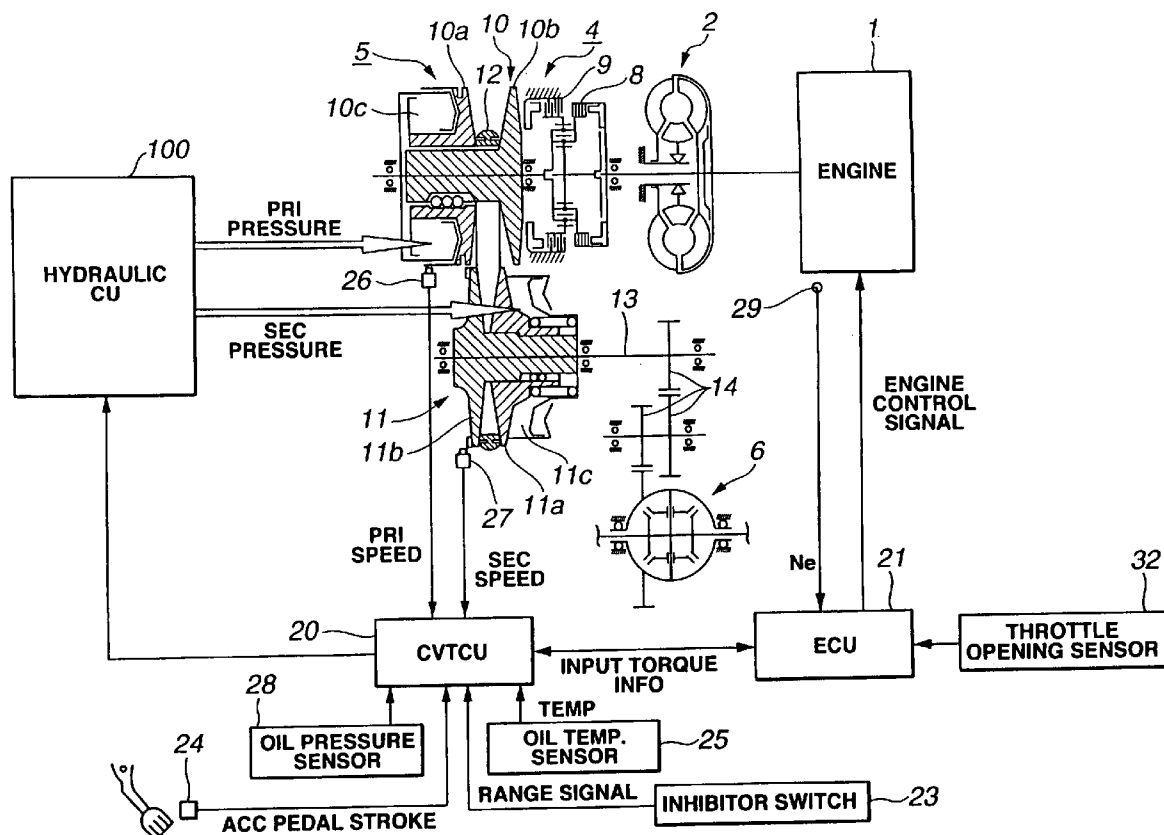 10a
10
10b
4
2
1
5
12
9
8
10c
100
ENGINE
PRI
PRESSURE
HYDRAULIC
CU
26
29
SEC
PRESSURE
13
14
ENGINE
CONTROL
SIGNAL
11
11b
11c
11a
27
6
PRI
SPEED
SEC
SPEED
Ne
21
32
20
CVTCU
INPUT TORQUE
INFO
ECU
THROTTLE
OPENING SENSOR
28
TEMP
OIL PRESSURE
SENSOR
OIL TEMP.
SENSOR
25
24
RANGE SIGNAL
INHIBITOR SWITCH
23
ACC PEDAL STROKE